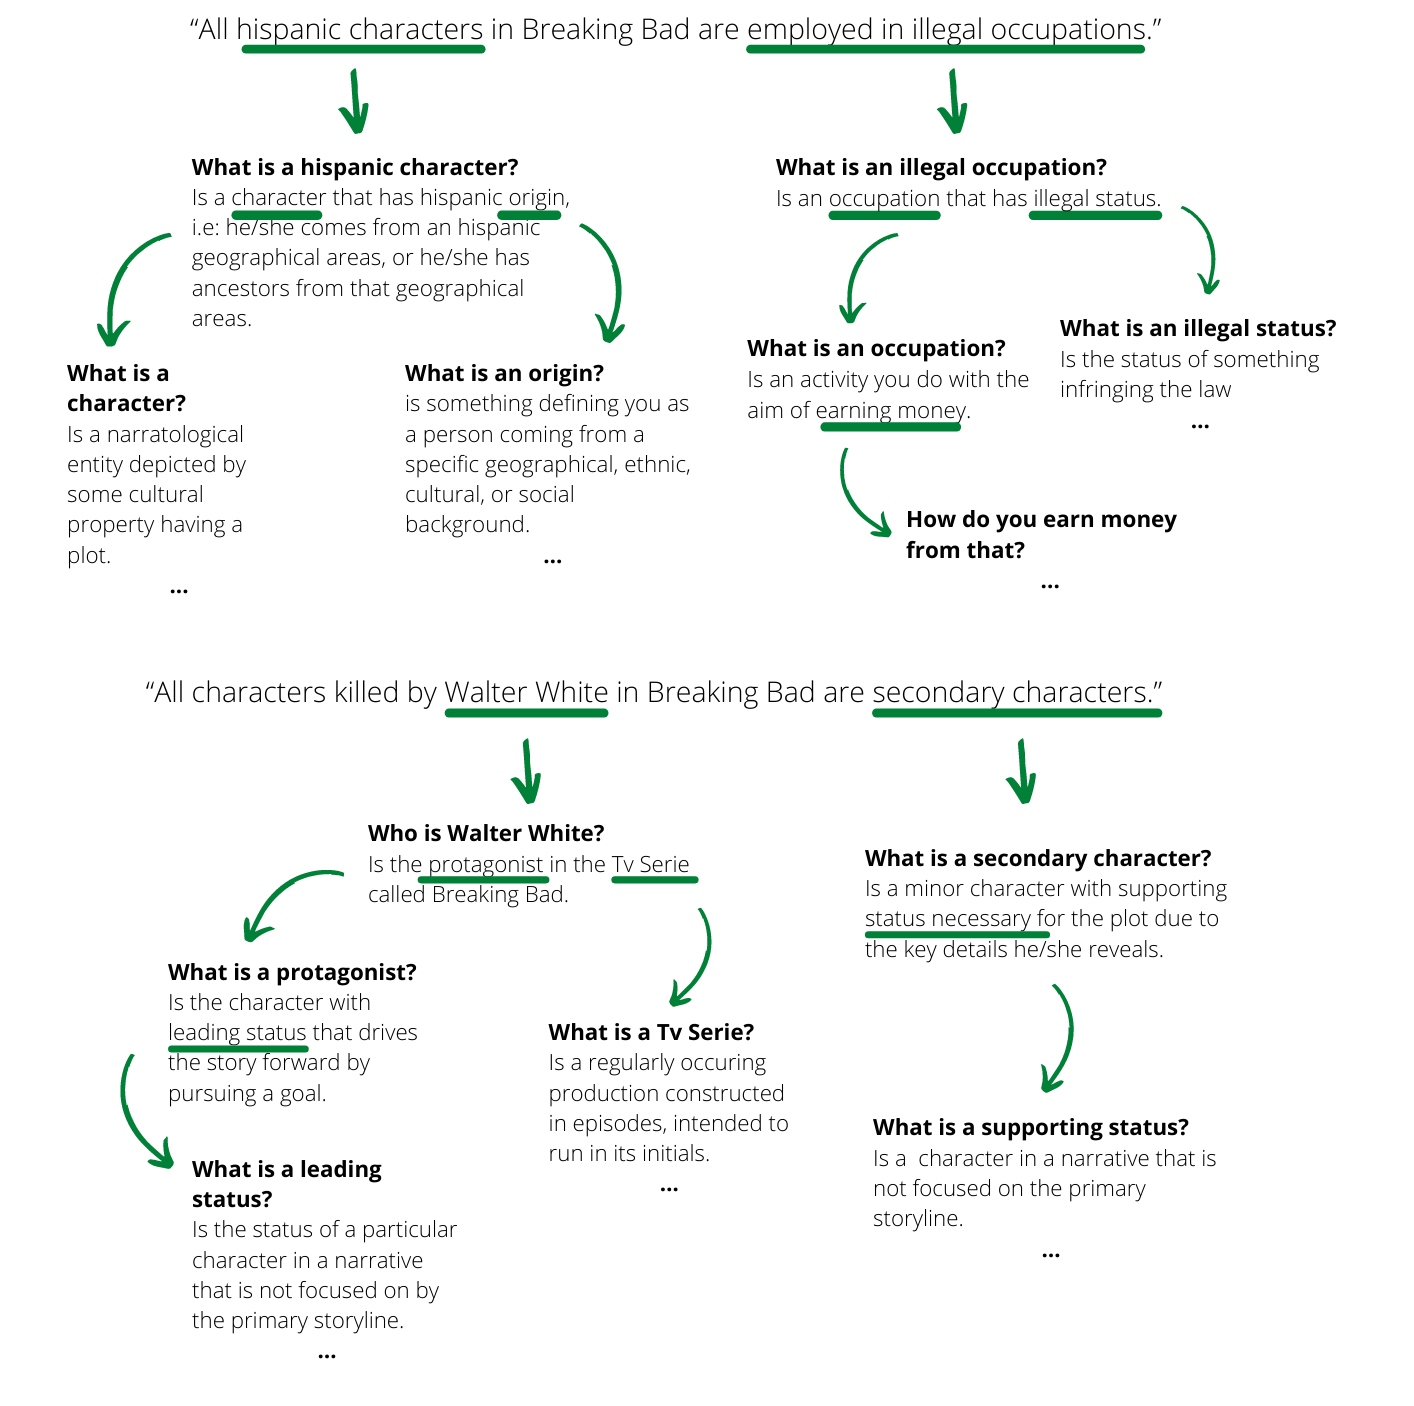 “All hispanic characters in Breaking Bad are employed in illegal occupations.”
What is a hispanic character?
Is a character that has hispanic origin,
i.e: he/she comes from an hispanic
geographical areas, or he/she has
ancestors from that geographical
areas.
What is a
character?
Is a narratological
entity depicted by
some cultural
property having a
plot.
...
What is an origin?
is something defining you as
a person coming from a
specific geographical, ethnic,
cultural, or social
background.
...
What is an illegal occupation?
Is an occupation that has illegal status.
What is an occupation?
Is an activity you do with the
aim of earning money.
What is an illegal status?
Is the status of something
infringing the law
...
How do you earn money
from that?
...
“All characters killed by Walter White in Breaking Bad are secondary characters.”
Who is Walter White?
Is the protagonist in the Tv Serie
called Breaking Bad.
What is a protagonist?
Is the character with
leading status that drives
the story forward by
pursuing a goal.
What is a leading
status?
Is the status of a particular
character in a narrative
that is not focused on by
the primary storyline.
...
What is a Tv Serie?
Is a regularly occuring
production constructed
in episodes, intended to
run in its initials.
...
What is a secondary character?
Is a minor character with supporting
status necessary for the plot due to
the key details he/she reveals.
What is a supporting status?
Is a  character in a narrative that is
not focused on the primary
storyline.
...